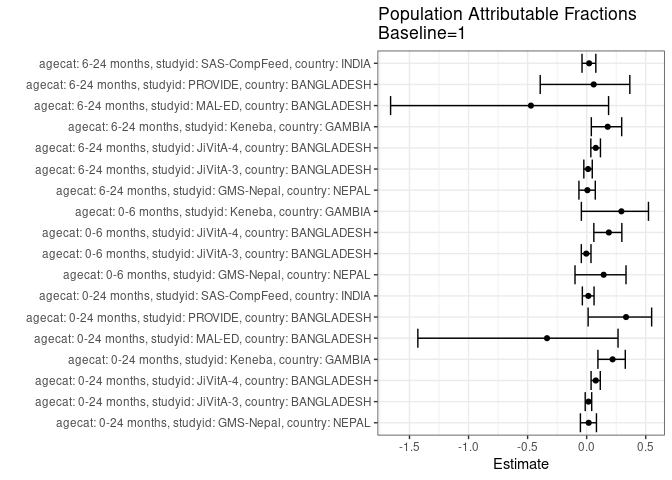 Population Attributable Fractions
Baseline=1
agecat: 6-24 months, studyid: SAS-CompFeed, country: INDIA
agecat: 6-24 months, studyid: PROVIDE, country: BANGLADESH
agecat: 6-24 months, studyid: MAL-ED, country: BANGLADESH
agecat: 6-24 months, studyid: Keneba, country: GAMBIA
agecat: 6-24 months, studyid: JiVitA-4, country: BANGLADESH
agecat: 6-24 months, studyid: JiVitA-3, country: BANGLADESH
agecat: 6-24 months, studyid: GMS-Nepal, country: NEPAL
agecat: 0-6 months, studyid: Keneba, country: GAMBIA
agecat: 0-6 months, studyid: JiVitA-4, country: BANGLADESH
agecat: 0-6 months, studyid: JiVitA-3, country: BANGLADESH
agecat: 0-6 months, studyid: GMS-Nepal, country: NEPAL
agecat: 0-24 months, studyid: SAS-CompFeed, country: INDIA
agecat: 0-24 months, studyid: PROVIDE, country: BANGLADESH
agecat: 0-24 months, studyid: MAL-ED, country: BANGLADESH
agecat: 0-24 months, studyid: Keneba, country: GAMBIA
agecat: 0-24 months, studyid: JiVitA-4, country: BANGLADESH
agecat: 0-24 months, studyid: JiVitA-3, country: BANGLADESH
agecat: 0-24 months, studyid: GMS-Nepal, country: NEPAL
-1.5 -1.0 -0.5 0.0 0.5
Estimate